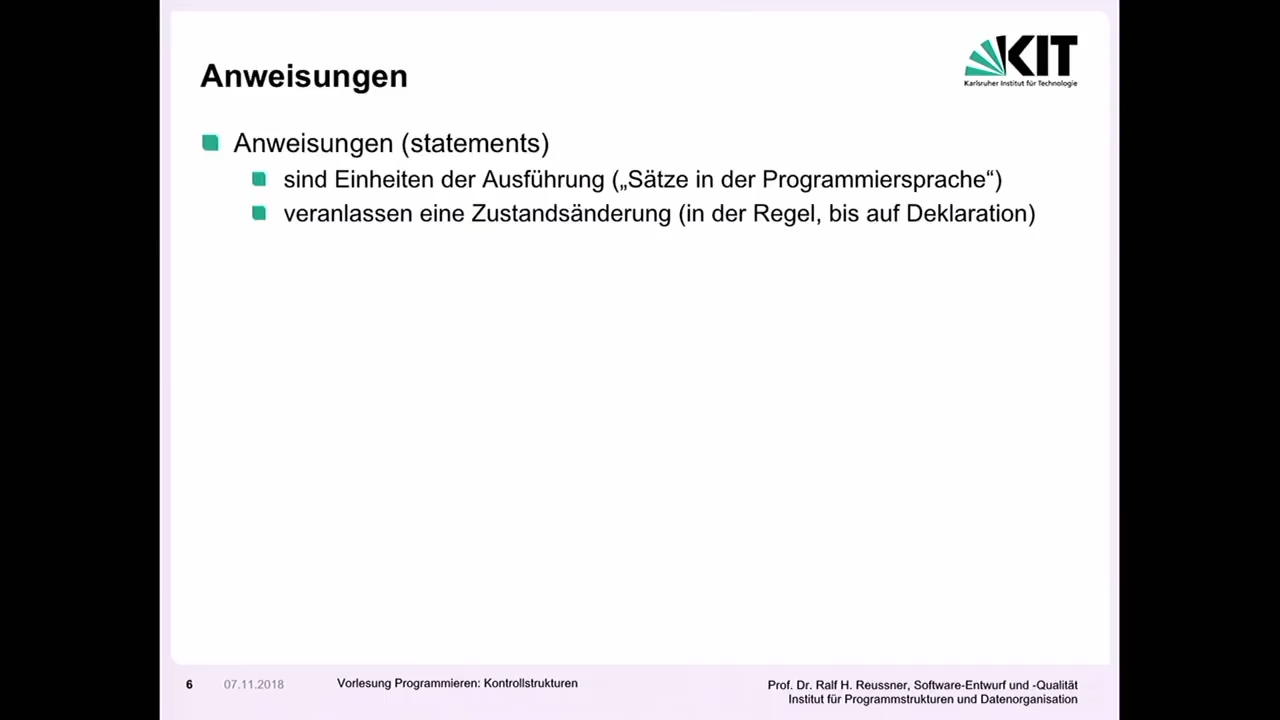 Anweisungen
KIT
Karlsruher Institut für Technologie
Anweisungen (statements)
sind Einheiten der Ausführung („Sätze in der Programmiersprache“)
veranlassen eine Zustandsänderung (in der Regel, bis auf Deklaration)
6
07.11.2018
Vorlesung Programmieren: Kontrollstrukturen
Prof. Dr. Ralf H. Reussner, Software-Entwurf und -Qualität
Institut für Programmstrukturen und Datenorganisation